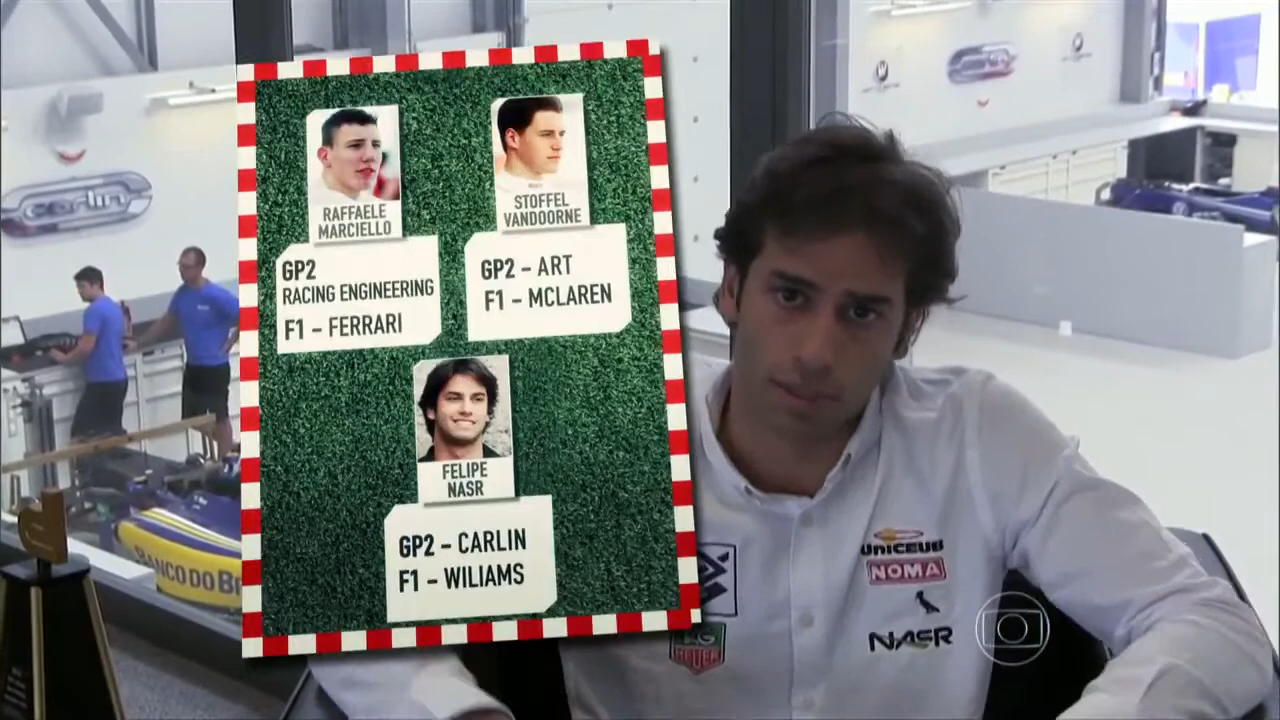 carlin
RAFFAELE
MARCIELLO
GP2
RACING ENGINEERING
F1 – FERRARI
STOFFEL
VANDOORNE
GP2 – ART
F1 – MCLAREN
FELIPE
NASR
GP2 – CARLIN
F1 – WILIAMS
BANCO DO B
UNICEUB
NOMA
NASR
HEUER